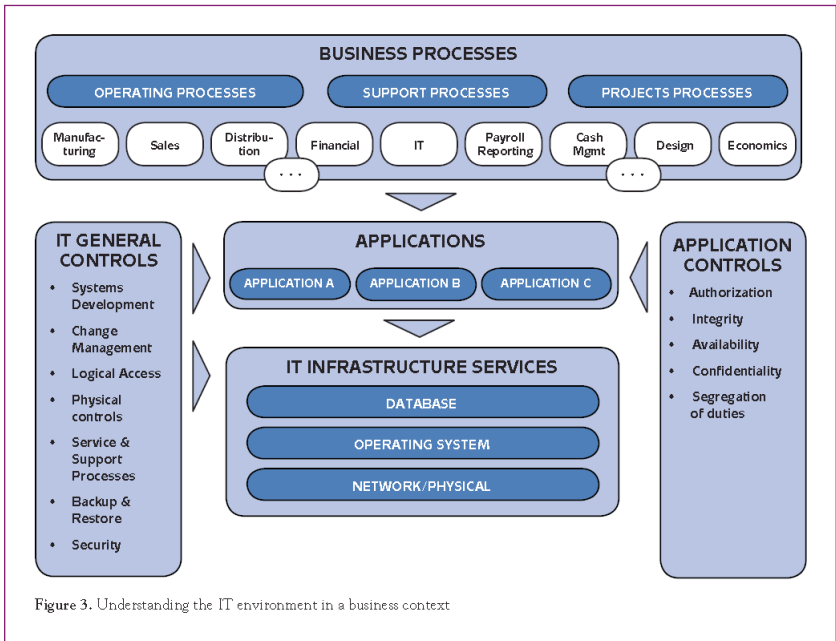 BUSINESS PROCESSES
OPERATING PROCESSES
SUPPORT PROCESSES
PROJECTS PROCESSES
Manufac-
turing
Sales
Distribu-
tion
Financial
IT
Payroll
Reporting
Cash
Mgmt
Design
Economics
. . .
. . .
IT GENERAL
CONTROLS
• Systems
Development
• Change
Management
• Logical Access
• Physical
controls
• Service &
Support
Processes
• Backup &
Restore
• Security
APPLICATIONS
APPLICATION A
APPLICATION B
APPLICATION C
IT INFRASTRUCTURE SERVICES
DATABASE
OPERATING SYSTEM
NETWORK/PHYSICAL
APPLICATION
CONTROLS
• Authorization
• Integrity
• Availability
• Confidentiality
• Segregation
of duties
Figure 3. Understanding the IT environment in a business context